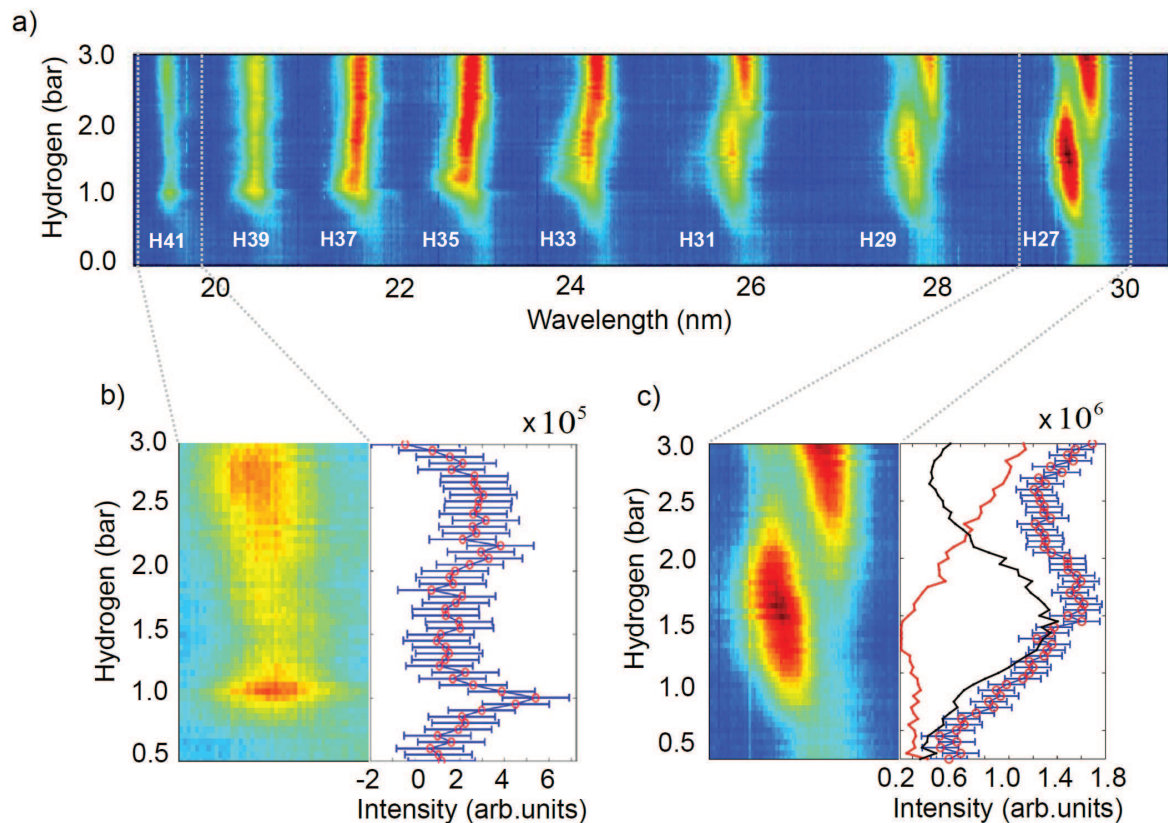 a)
Hydrogen (bar)
3.0
2.0
1.0
0.0
H41 H39 H37 H35 H33 H31 H29 H27
20 22 24 26 28 30
Wavelength (nm)
b)
x 10^5
Hydrogen (bar)
3.0
2.5
2.0
1.5
1.0
0.5
-2 0 2 4 6
Intensity (arb.units)
c)
x 10^6
Hydrogen (bar)
3.0
2.5
2.0
1.5
1.0
0.5
0.2 0.6 1.0 1.4 1.8
Intensity (arb.units)